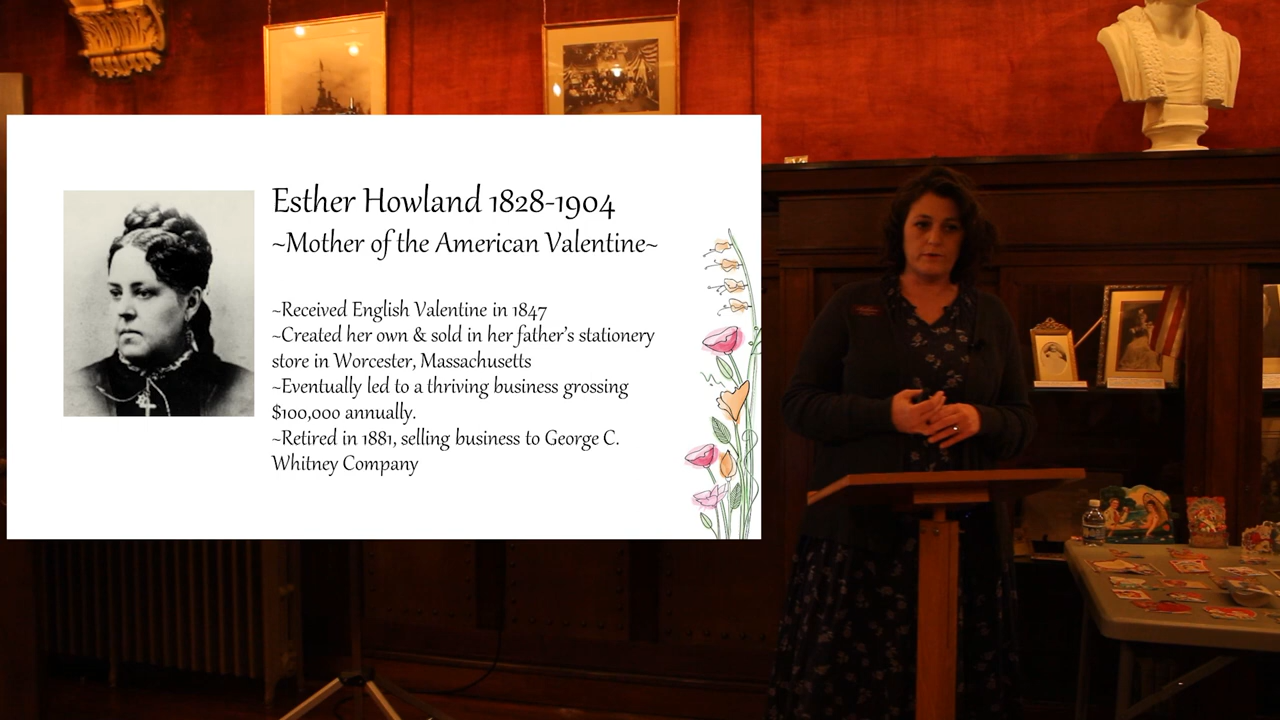 Esther Howland 1828-1904
~Mother of the American Valentine~
~Received English Valentine in 1847
~Created her own & sold in her father's stationery
store in Worcester, Massachusetts
~Eventually led to a thriving business grossing
$100,000 annually.
~Retired in 1881, selling business to George C.
Whitney Company